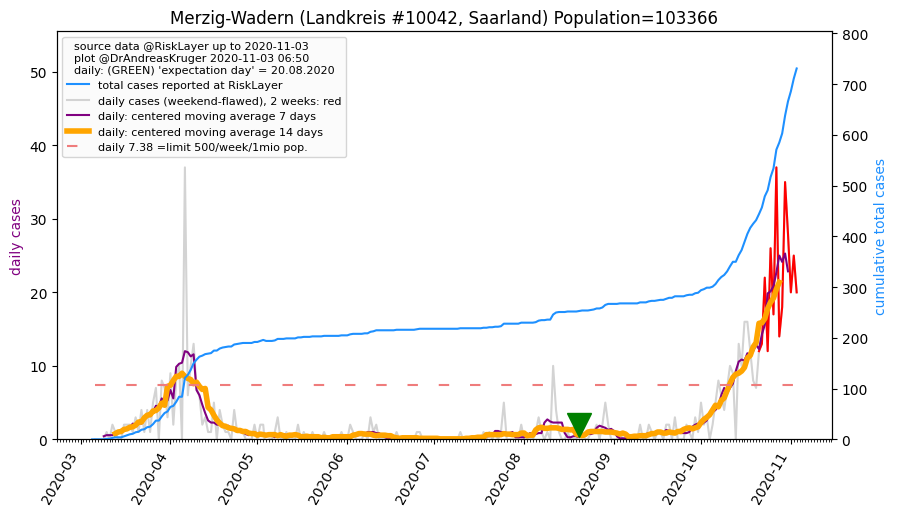 Merzig-Wadern (Landkreis #10042, Saarland) Population=103366
source data @RiskLayer up to 2020-11-03
plot @DrAndreasKruger 2020-11-03 06:50
daily: (GREEN) 'expectation day' = 20.08.2020
total cases reported at RiskLayer
daily cases (weekend-flawed), 2 weeks: red
daily: centered moving average 7 days
daily: centered moving average 14 days
daily 7.38 =limit 500/week/1mio pop.
daily cases
50
40
30
20
10
0
cumulative total cases
800
700
600
500
400
300
200
100
0
2020-03
2020-04
2020-05
2020-06
2020-07
2020-08
2020-09
2020-10
2020-11